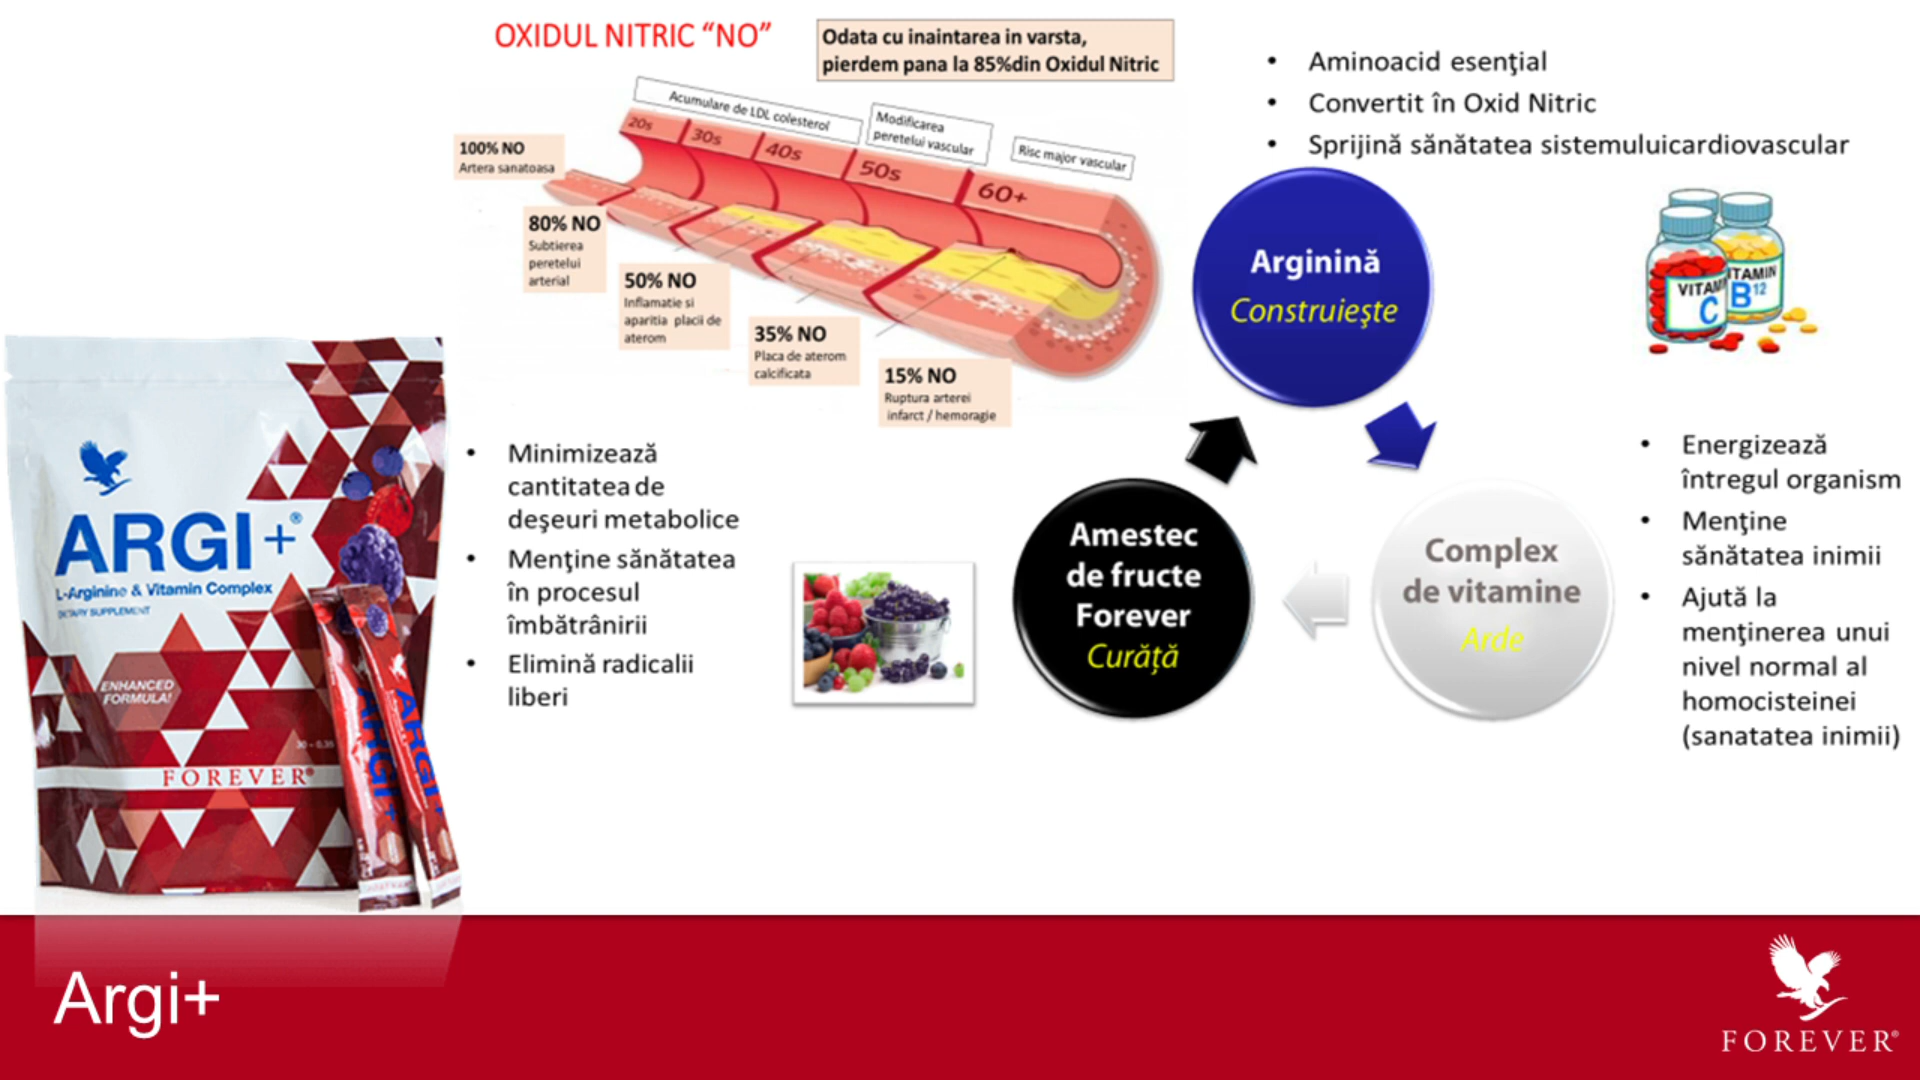 OXIDUL NITRIC “NO”
Odata cu inaintarea in varsta,
pierdem pana la 85%din Oxidul Nitric
Acumulare de LDL colesterol
Modificarea
peretelui vascular
Risc major vascular
20s
30s
40s
50s
60+
100% NO
Artera sanatoasa
80% NO
Subtierea
peretelui
arterial
50% NO
Inflamatie si
aparitia placii de
aterom
35% NO
Placa de aterom
calcificata
15% NO
Ruptura arterei
infarct / hemoragie
• Aminoacid esenţial
• Convertit în Oxid Nitric
• Sprijină sănătatea sistemuluicardiovascular
Arginină
Construieşte
VITAM
C
ITAMIN
B12
• Energizează
întregul organism
• Menţine
sănătatea inimii
• Ajută la
menţinerea unui
nivel normal al
homocisteinei
(sanatatea inimii)
Complex
de vitamine
Arde
Amestec
de fructe
Forever
Curăță
• Minimizează
cantitatea de
deşeuri metabolice
• Menţine sănătatea
în procesul
îmbătrânirii
• Elimină radicalii
liberi
ARGI+®
L-Arginine & Vitamin Complex
DIETARY SUPPLEMENT
ENHANCED
FORMULA!
FOREVER®
ARGI+
ARGI+
Argi+
FOREVER®